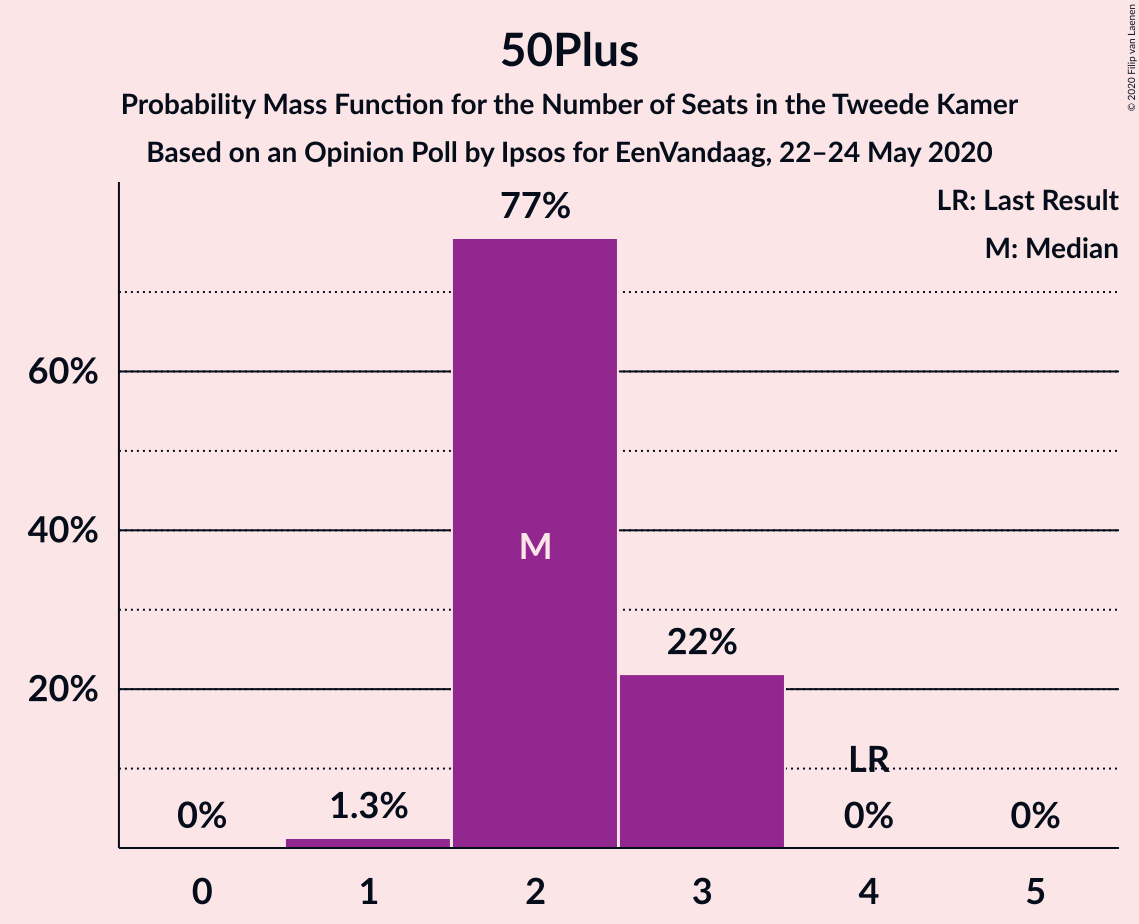 50Plus
Probability Mass Function for the Number of Seats in the Tweede Kamer
Based on an Opinion Poll by Ipsos for EenVandaag, 22–24 May 2020
© 2020 Filip van Laenen
LR: Last Result
M: Median
77%
60%
40%
M
22%
20%
LR
0%
1.3%
0%
0%
0
1
2
3
4
5